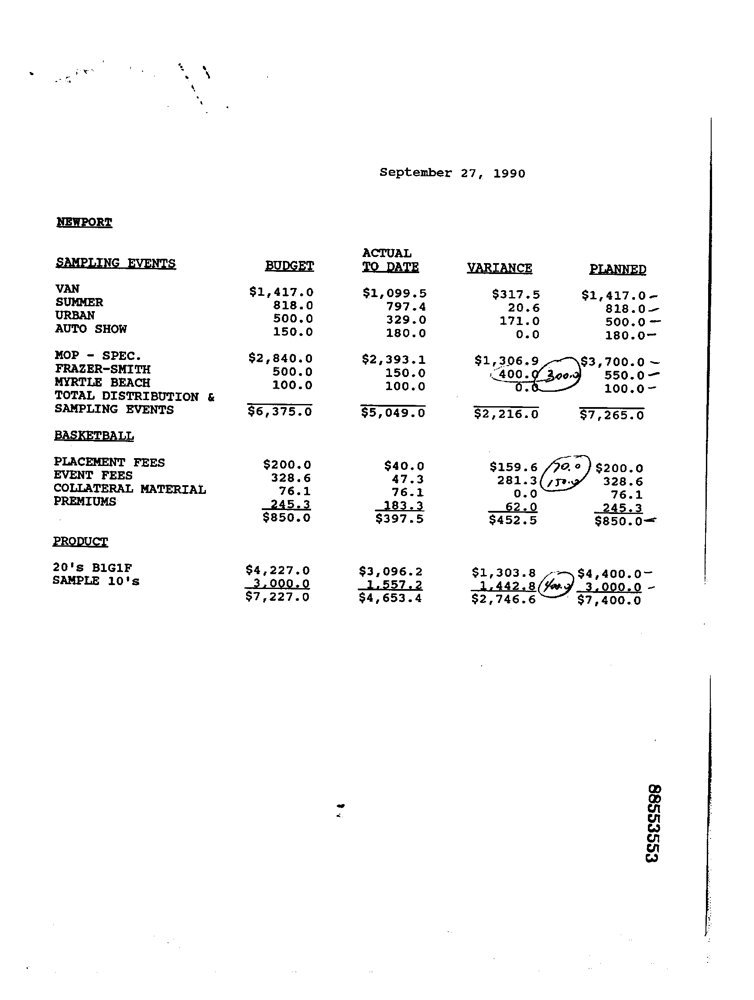 September 27, 1990
NEWPORT
ACTUAL
SAMPLING EVENTS BUDGET TO DATE VARIANCE PLANNED
VAN $1,417.0 $1,099.5 $317.5 $1,417.0 -
SUMMER 818.0 797.4 20.6 818.0 -
URBAN 500.0 329.0 171.0 500.0 -
AUTO SHOW 150.0 180.0 0.0 180.0 -
MOP - SPEC. $2,840.0 $2,393.1 $1,306.9 $3,700.0 -
FRAZER-SMITH 500.0 150.0 400.0 300.0 550.0 -
MYRTLE BEACH 100.0 100.0 0.0 100.0 -
TOTAL DISTRIBUTION &
SAMPLING EVENTS $6,375.0 $5,049.0 $2,216.0 $7,265.0
BASKETBALL
PLACEMENT FEES $200.0 $40.0 $159.6 70.0 $200.0
EVENT FEES 328.6 47.3 281.3 150.0 328.6
COLLATERAL MATERIAL 76.1 76.1 0.0 76.1
PREMIUMS 245.3 183.3 62.0 245.3
$850.0 $397.5 $452.5 $850.0 -
PRODUCT
20's B1G1F $4,227.0 $3,096.2 $1,303.8 $4,400.0 -
SAMPLE 10's 3,000.0 1,557.2 1,442.8 400.0 3,000.0 -
$7,227.0 $4,653.4 $2,746.6 $7,400.0
88553553